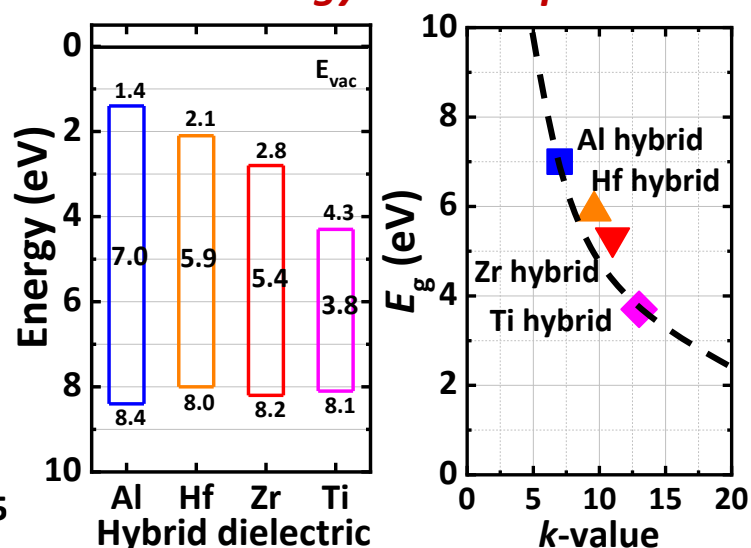 0
2
4
6
8
10
Energy (eV)
E_vac
1.4
2.1
2.8
4.3
7.0
5.9
5.4
3.8
8.4
8.0
8.2
8.1
Al Hf Zr Ti
Hybrid dielectric
10
8
6
4
2
0
E_g (eV)
Al hybrid
Hf hybrid
Zr hybrid
Ti hybrid
0 5 10 15 20
k-value